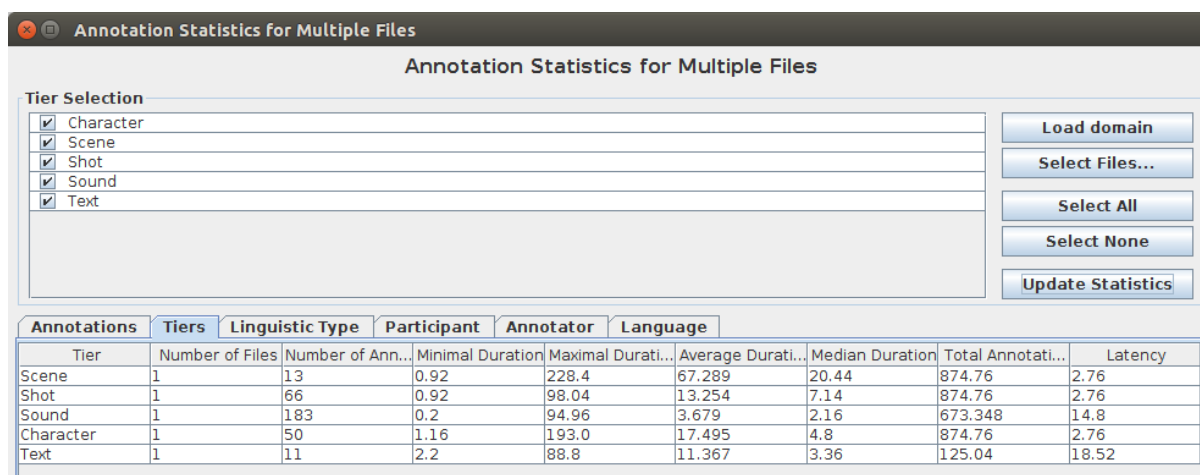 Annotation Statistics for Multiple Files
Annotation Statistics for Multiple Files
Tier Selection
Character
Scene
Shot
Sound
Text
Load domain
Select Files...
Select All
Select None
Update Statistics
Annotations Tiers Linguistic Type Participant Annotator Language
Tier Number of Files Number of Ann... Minimal Duration Maximal Durati... Average Durati... Median Duration Total Annotati... Latency
Scene 1 13 0.92 228.4 67.289 20.44 874.76 2.76
Shot 1 66 0.92 98.04 13.254 7.14 874.76 2.76
Sound 1 183 0.2 94.96 3.679 2.16 673.348 14.8
Character 1 50 1.16 193.0 17.495 4.8 874.76 2.76
Text 1 11 2.2 88.8 11.367 3.36 125.04 18.52